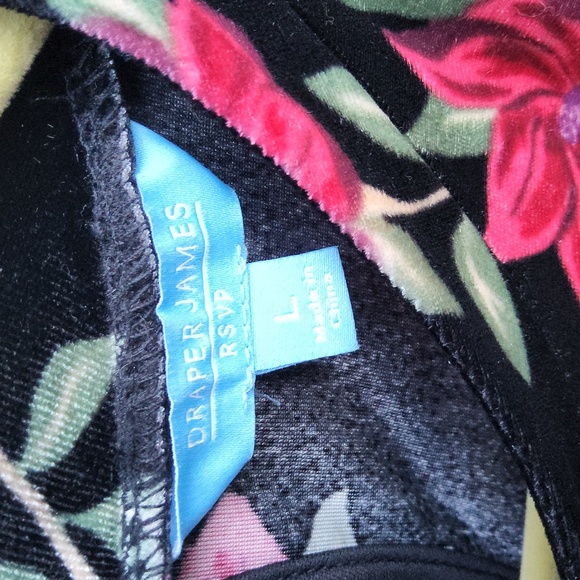 DRAPER JAMES
RSVP
L
Made in
China